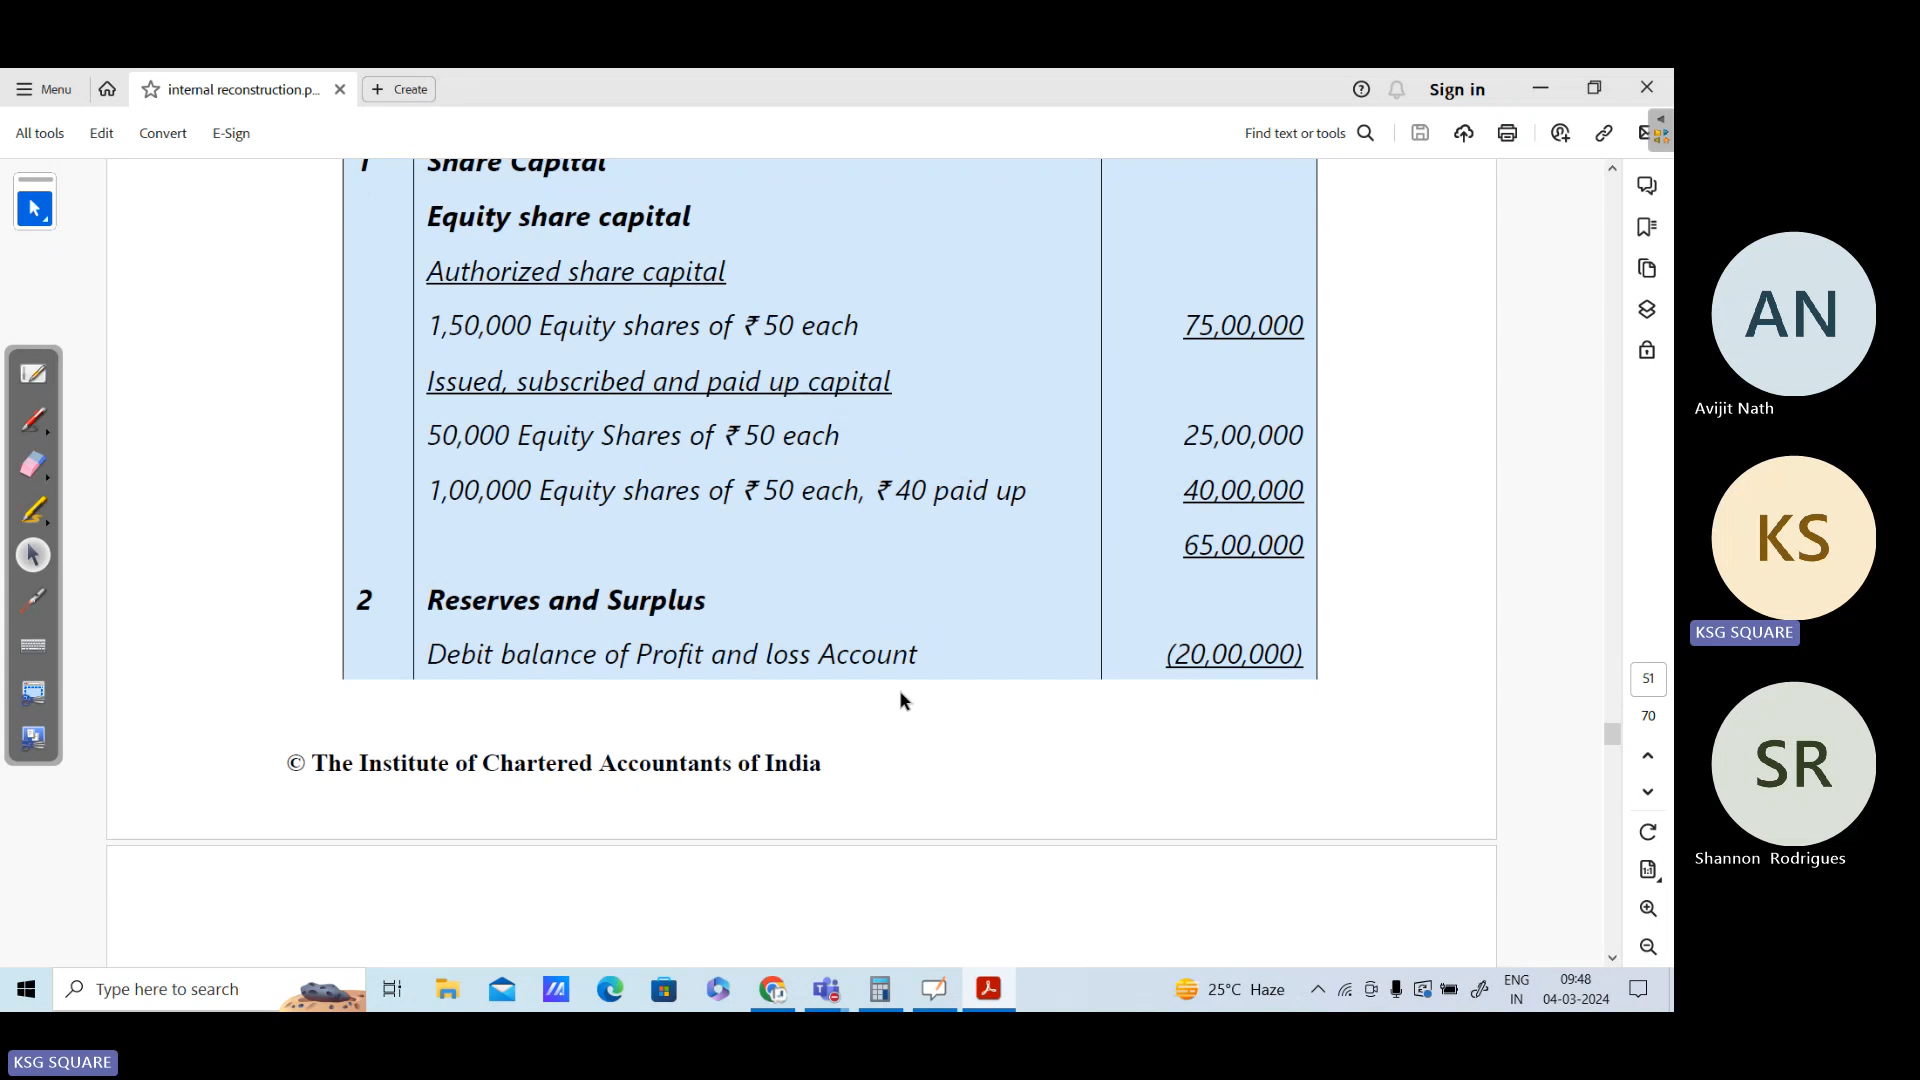 Menu
internal reconstruction.p...
Create
Sign in
All tools
Edit
Convert
E-Sign
Find text or tools
1 Share Capital
Equity share capital
Authorized share capital
1,50,000 Equity shares of ₹ 50 each 75,00,000
Issued, subscribed and paid up capital
50,000 Equity Shares of ₹ 50 each 25,00,000
1,00,000 Equity shares of ₹ 50 each, ₹ 40 paid up 40,00,000
65,00,000
2 Reserves and Surplus
Debit balance of Profit and loss Account (20,00,000)
© The Institute of Chartered Accountants of India
51
70
AN
Avijit Nath
KS
KSG SQUARE
SR
Shannon Rodrigues
Type here to search
25°C Haze
ENG
IN
09:48
04-03-2024
KSG SQUARE